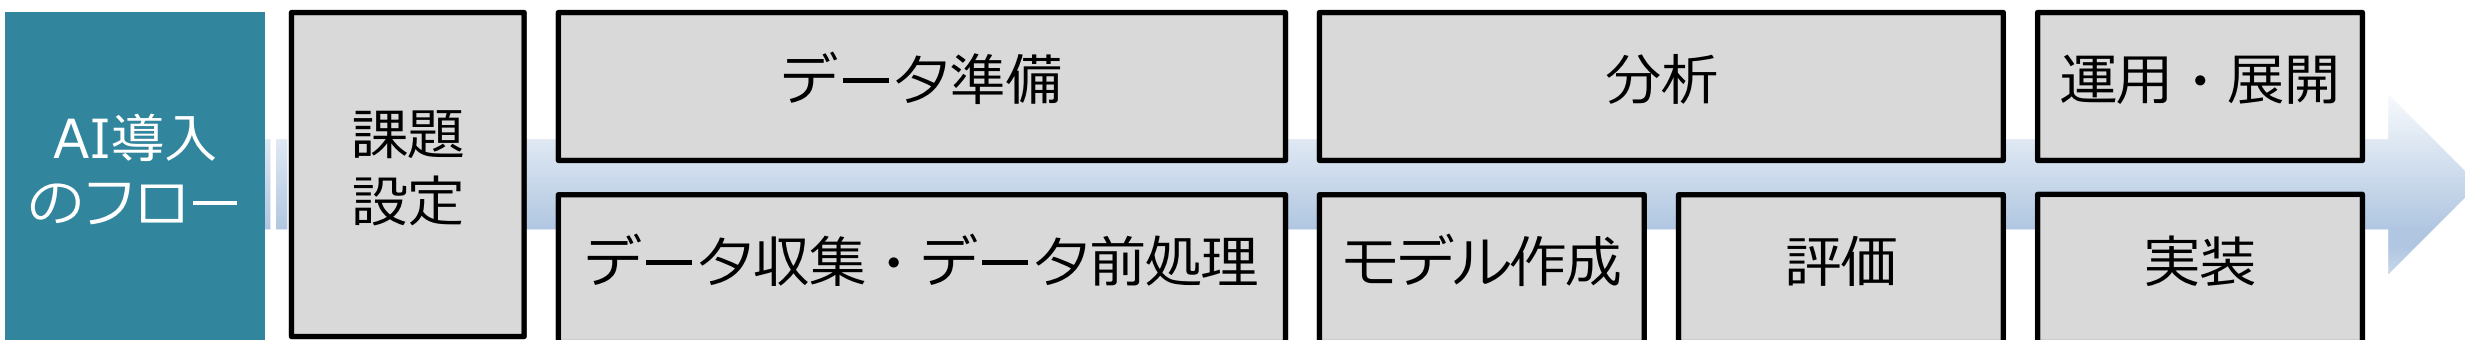 AI導入
のフロー
課題
設定
データ準備
分析
運用・展開
データ収集・データ前処理
モデル作成
評価
実装